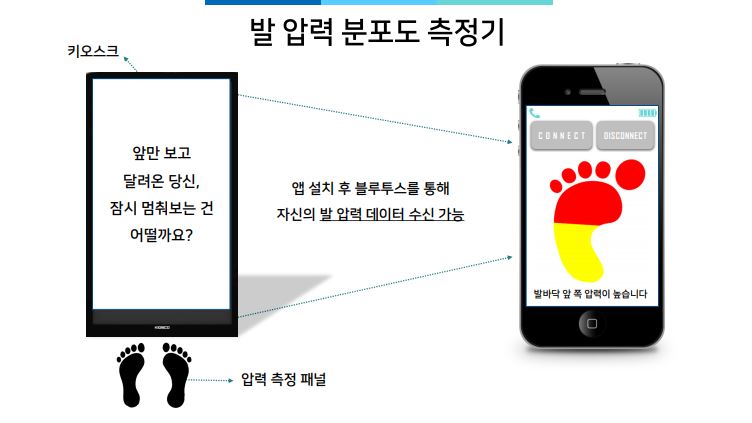 발 압력 분포도 측정기
키오스크
앞만 보고
달려온 당신,
잠시 멈춰보는 건
어떨까요?
앱 설치 후 블루투스를 통해
자신의 발 압력 데이터 수신 가능
CONNECT
DISCONNECT
발바닥 앞 쪽 압력이 높습니다
압력 측정 패널